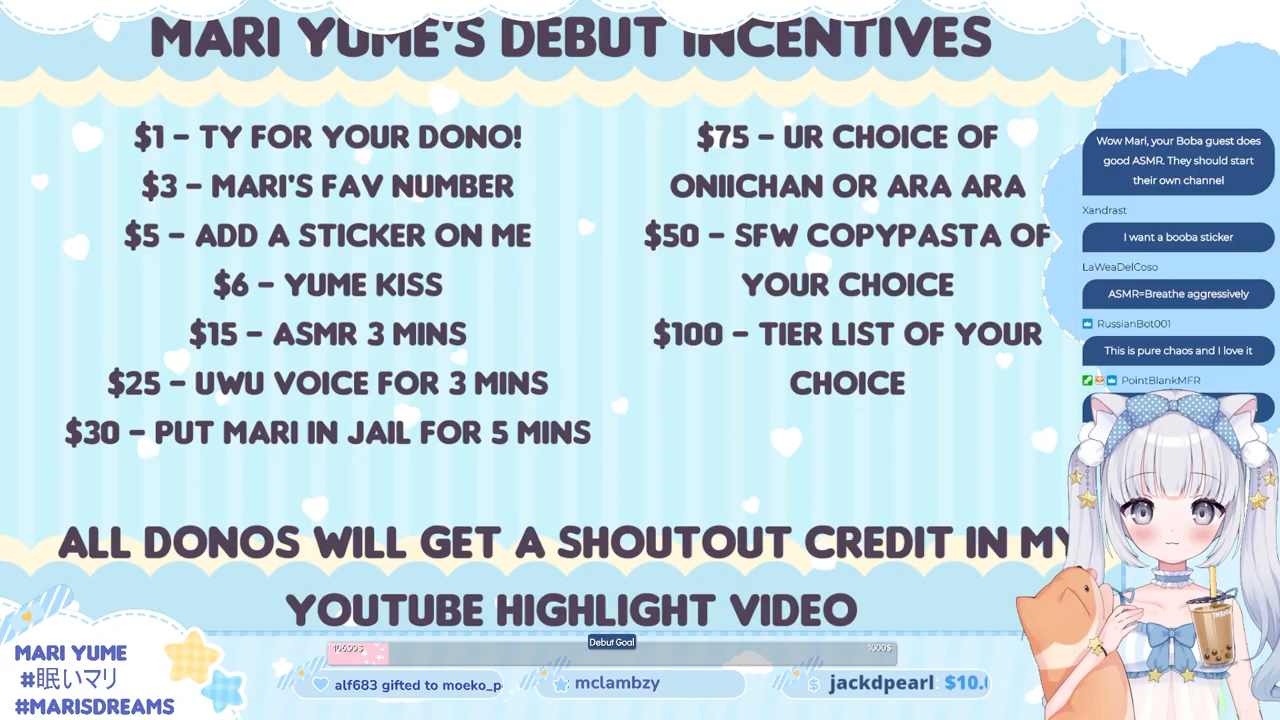 MARI YUME'S DEBUT INCENTIVES
$1 - TY FOR YOUR DONO!
$3 - MARI'S FAV NUMBER
$5 - ADD A STICKER ON ME
$6 - YUME KISS
$15 - ASMR 3 MINS
$25 - UWU VOICE FOR 3 MINS
$30 - PUT MARI IN JAIL FOR 5 MINS
$75 - UR CHOICE OF
ONIICHAN OR ARA ARA
$50 - SFW COPYPASTA OF
YOUR CHOICE
$100 - TIER LIST OF YOUR
CHOICE
ALL DONOS WILL GET A SHOUTOUT CREDIT IN MY
YOUTUBE HIGHLIGHT VIDEO
Wow Mari, your Boba guest does
good ASMR. They should start
their own channel
Xandrast
I want a booba sticker
LaWeaDelCoso
ASMR=Breathe aggressively
RussianBot001
This is pure chaos and I love it
PointBlankMFR
MARI YUME
#眠いマリ
#MARISDREAMS
Debut Goal
106.99$
1000$
alf683 gifted to moeko_p
mclambzy
jackdpearl $10.